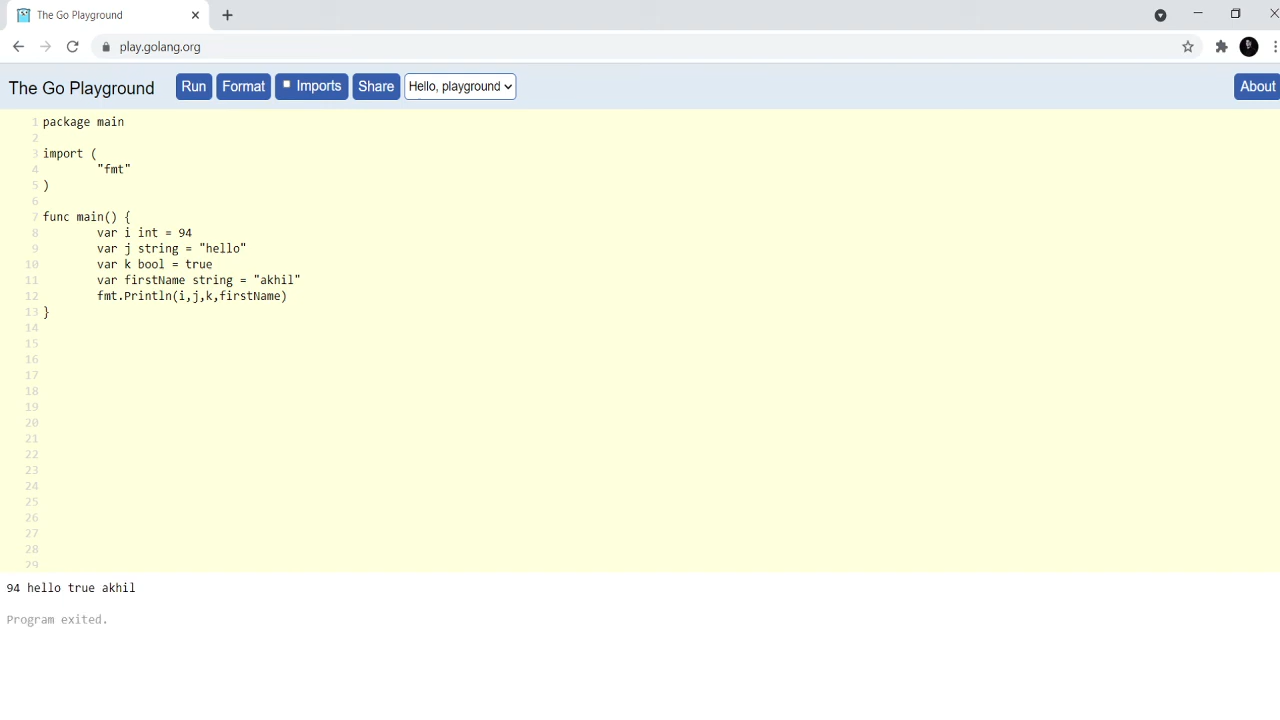 The Go Playground
play.golang.org
The Go Playground Run Format Imports Share Hello, playground About
1 package main
2
3 import (
4 "fmt"
5 )
6
7 func main() {
8 var i int = 94
9 var j string = "hello"
10 var k bool = true
11 var firstName string = "akhil"
12 fmt.Println(i,j,k,firstName)
13 }
14
15
16
17
18
19
20
21
22
23
24
25
26
27
28
29
94 hello true akhil
Program exited.